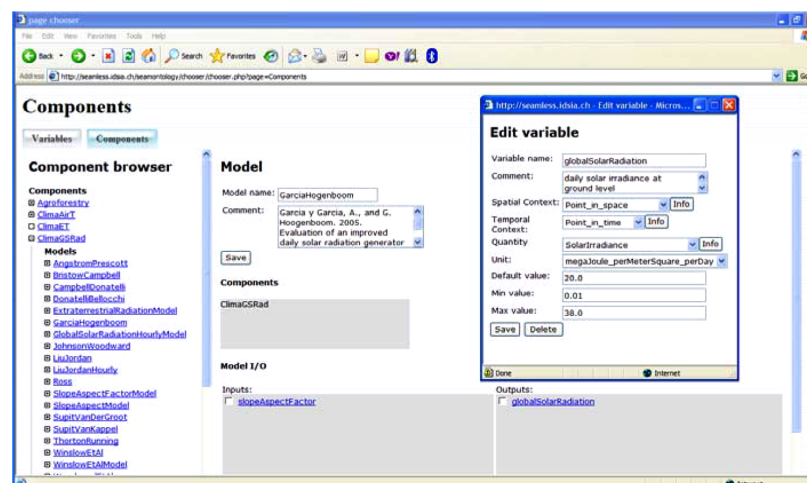 page chooser
File Edit View Favorites Tools Help
Back Search Favorites
Address http://seamless.idsia.ch/seamontology/chooser/chooser.php?page=Components Go
Components
Variables Components
Component browser
Components
Agroforestry
ClimaAirT
ClimaET
ClimaGSRad
Models
AngstromPrescott
BristowCampbell
CampbellDonatelli
DonatelliBellocchi
ExtraterrestrialRadiationModel
GarciaHogenboom
GlobalSolarRadiationHourlyModel
JohnsonWoodward
LiuJordan
LiuJordanHourly
Ross
SlopeAspectFactorModel
SlopeAspectModel
SupitVanDerGroot
SupitVanKappel
ThortonRunning
WinslowEtAl
WinslowEtAlModel
Model
Model name: GarciaHogenboom
Comment: Garcia y Garcia, A., and G.
Hoogenboom. 2005.
Evaluation of an improved
daily solar radiation generator
Save
Components
ClimaGSRad
Model I/O
Inputs:
slopeAspectFactor
Outputs:
globalSolarRadiation
http://seamless.idsia.ch - Edit variable - Micros...
Edit variable
Variable name: globalSolarRadiation
Comment: daily solar irradiance at
ground level
Spatial Context: Point_in_space Info
Temporal
Context: Point_in_time Info
Quantity SolarIrradiance Info
Unit: megaJoule_perMeterSquare_perDay
Default value: 20.0
Min value: 0.01
Max value: 38.0
Save Delete
Done Internet